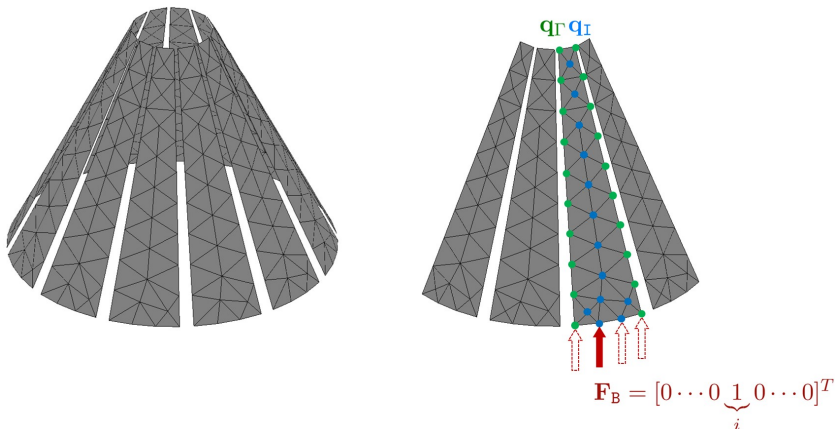 q_Γ q_I
F_B = [0 ⋯ 0 1 0 ⋯ 0]^T
i